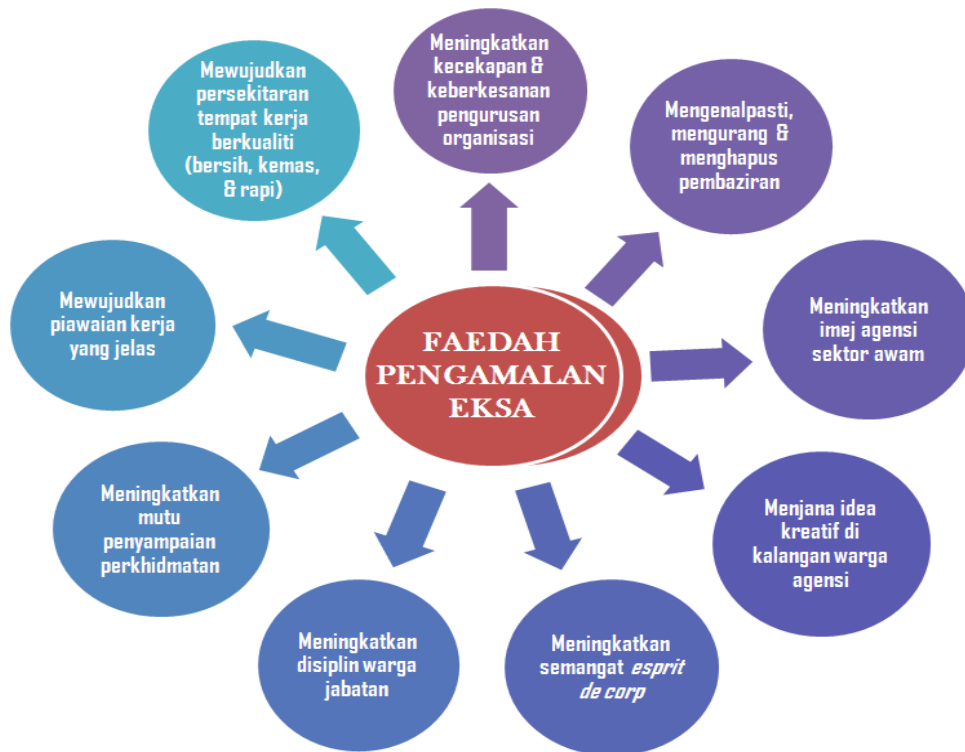 Meningkatkan
kecekapan &
keberkesanan
pengurusan
organisasi
Mengenalpasti,
mengurang &
menghapus
pembaziran
Meningkatkan
imej agensi
sektor awam
Menjana idea
kreatif di
kalangan warga
agensi
Meningkatkan
semangat esprit
de corp
Meningkatkan
disiplin warga
jabatan
Meningkatkan
mutu
penyampaian
perkhidmatan
Mewujudkan
piawaian kerja
yang jelas
Mewujudkan
persekitaran
tempat kerja
berkualiti
(bersih, kemas,
& rapi)
FAEDAH
PENGAMALAN
EKSA